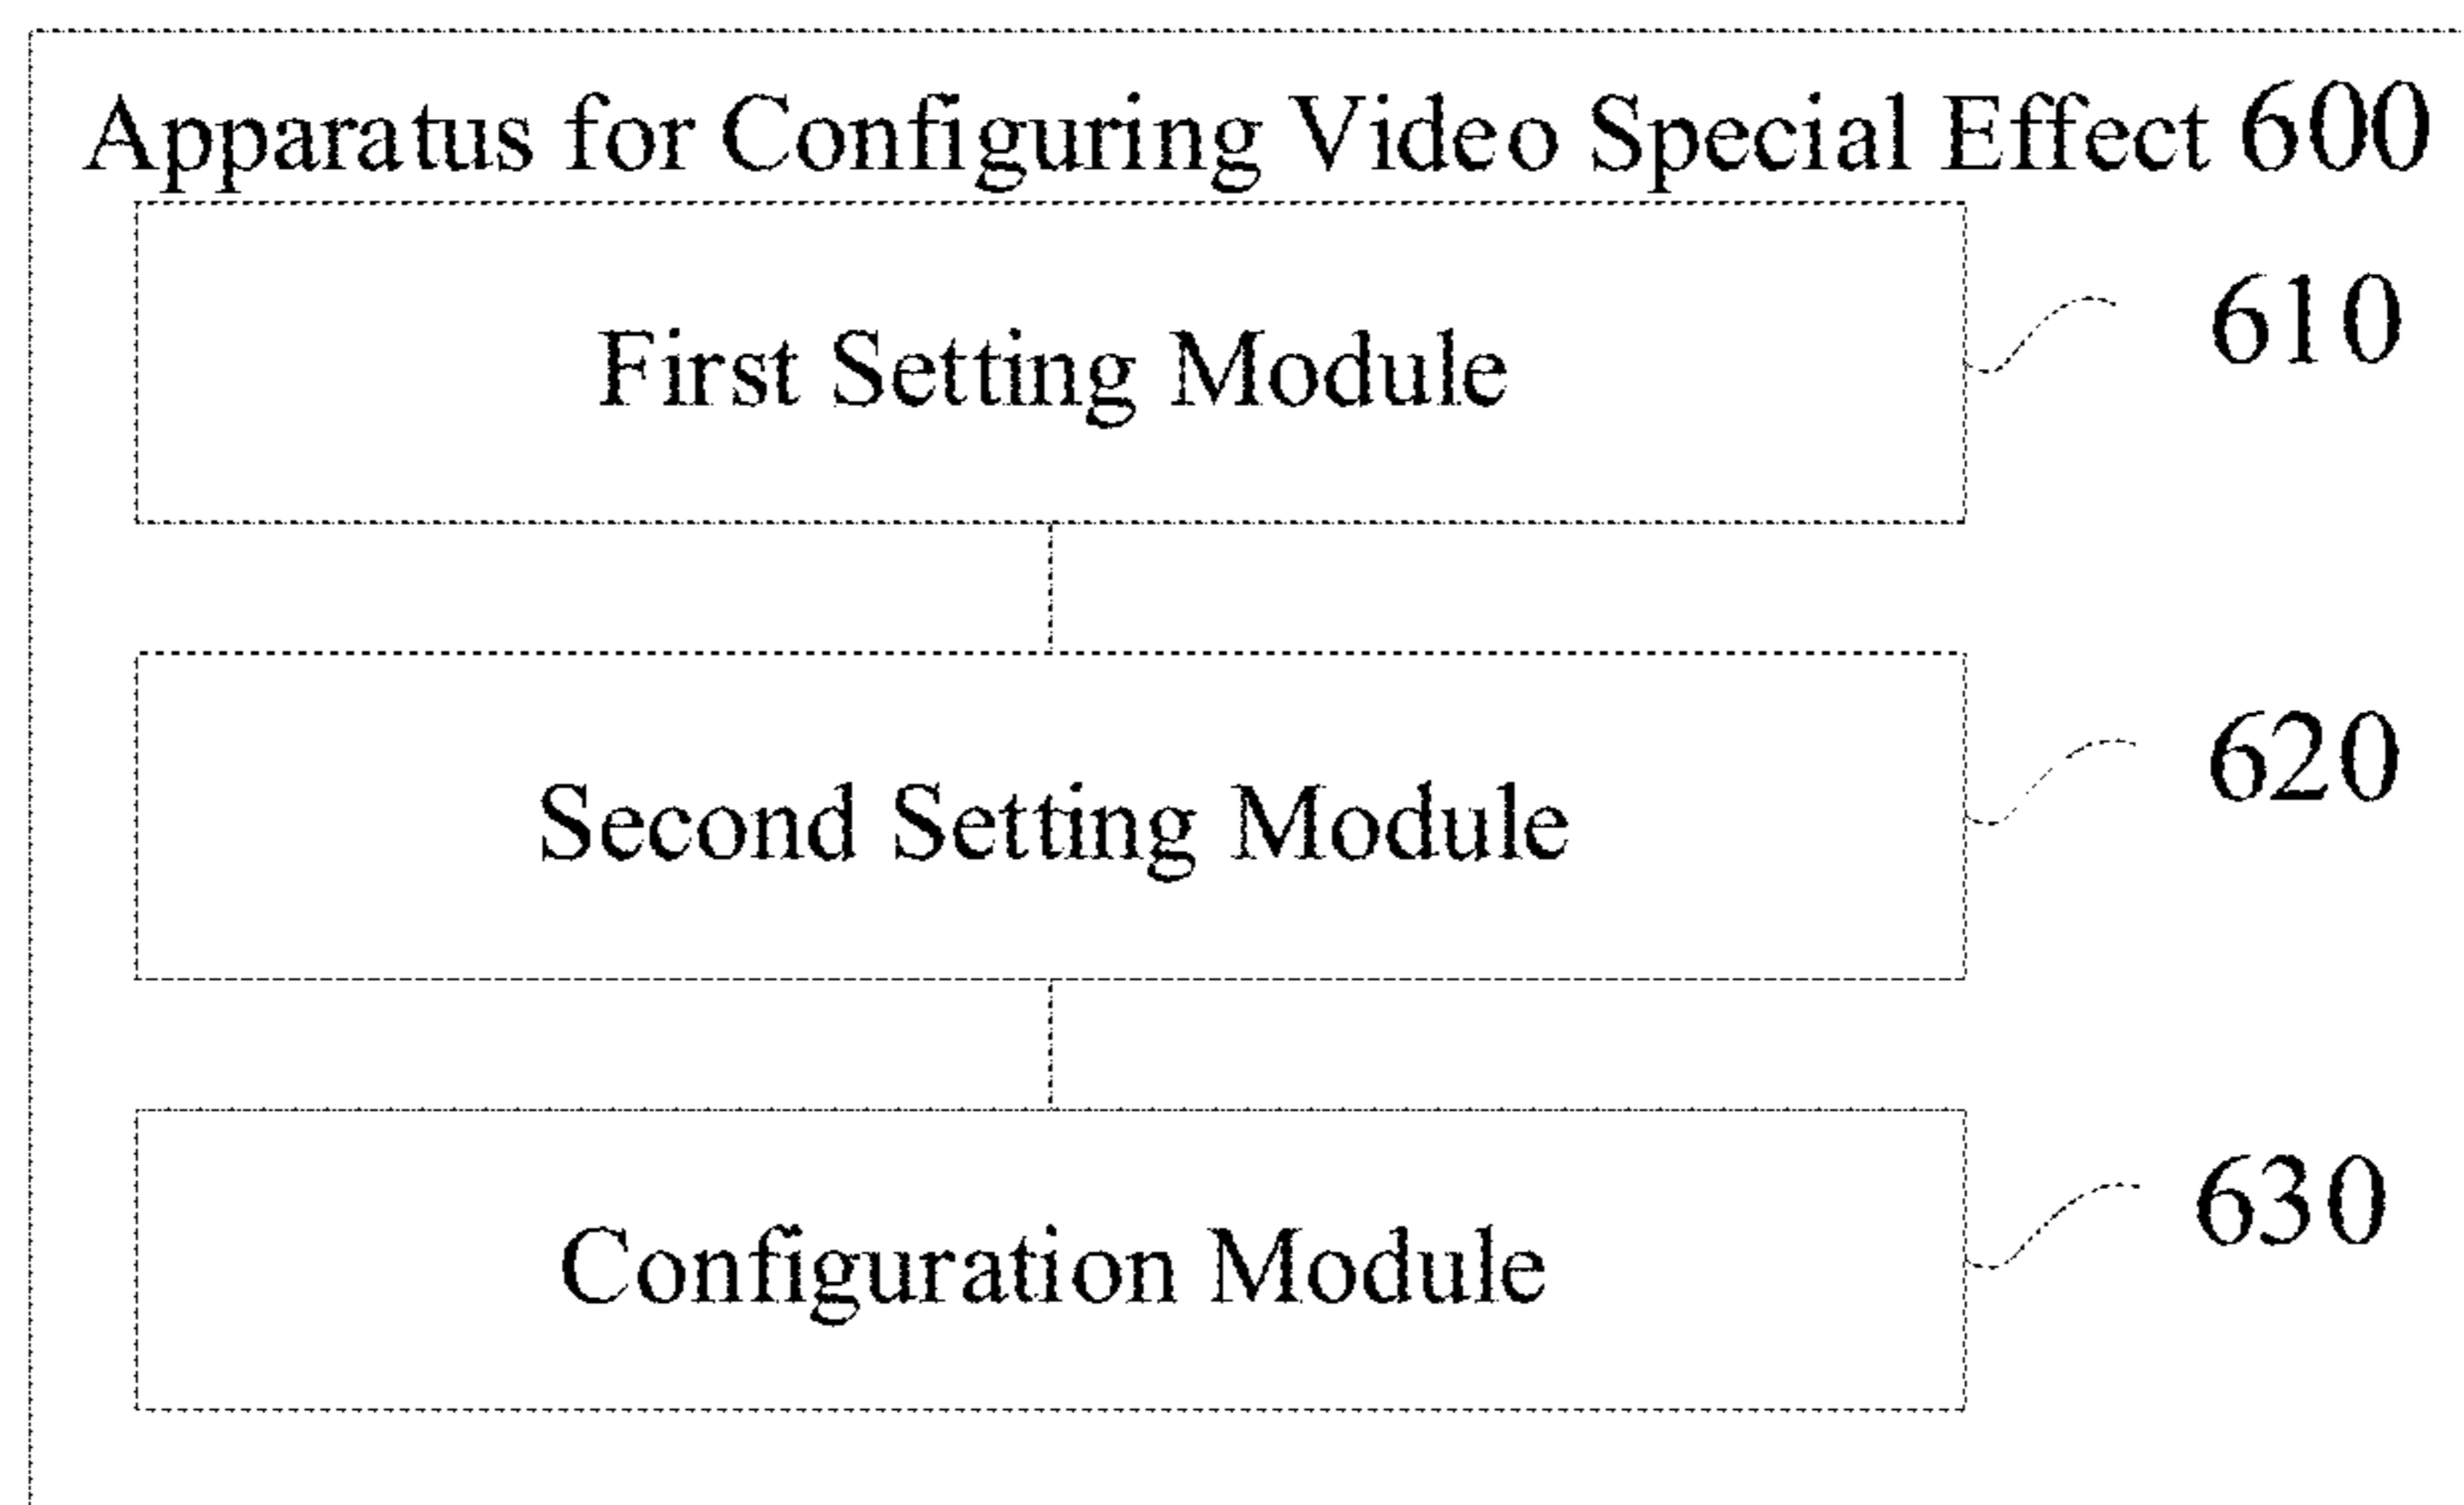 Apparatus for Configuring Video Special Effect 600
First Setting Module
610
Second Setting Module
620
Configuration Module
630